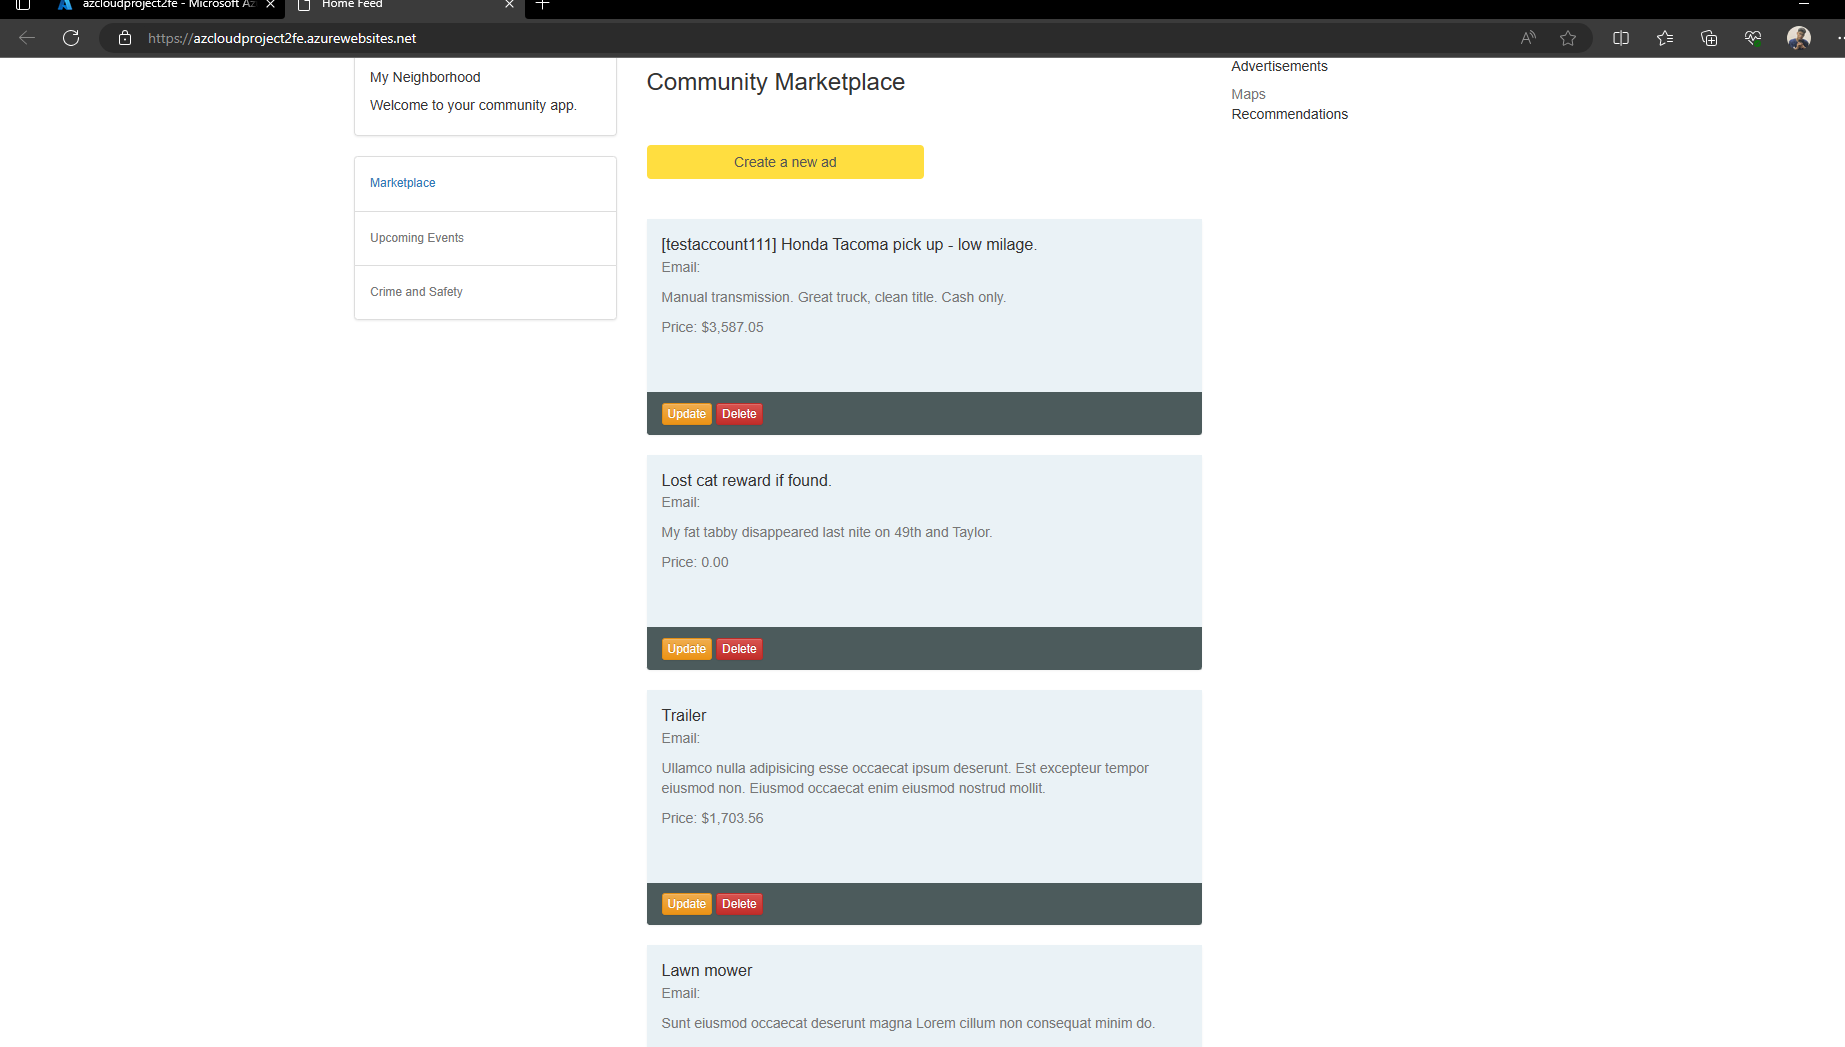 azcloudproject2fe - Microsoft Az
Home Feed
https://azcloudproject2fe.azurewebsites.net
My Neighborhood
Welcome to your community app.
Marketplace
Upcoming Events
Crime and Safety
Community Marketplace
Create a new ad
[testaccount111] Honda Tacoma pick up - low milage.
Email:
Manual transmission. Great truck, clean title. Cash only.
Price: $3,587.05
Update Delete
Lost cat reward if found.
Email:
My fat tabby disappeared last nite on 49th and Taylor.
Price: 0.00
Update Delete
Trailer
Email:
Ullamco nulla adipisicing esse occaecat ipsum deserunt. Est excepteur tempor
eiusmod non. Eiusmod occaecat enim eiusmod nostrud mollit.
Price: $1,703.56
Update Delete
Lawn mower
Email:
Sunt eiusmod occaecat deserunt magna Lorem cillum non consequat minim do.
Advertisements
Maps
Recommendations